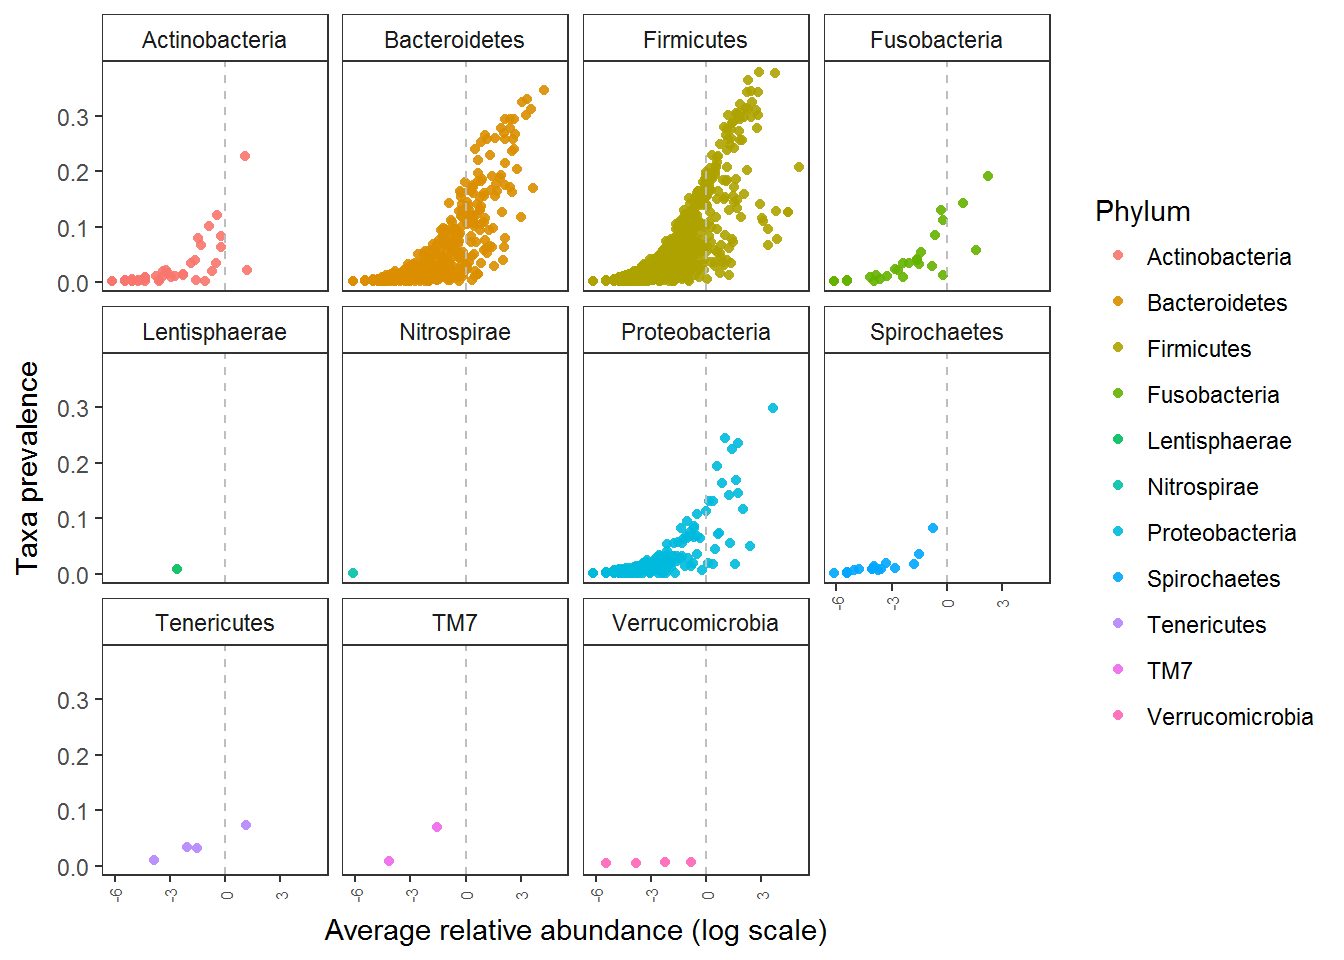 Actinobacteria Bacteroidetes Firmicutes Fusobacteria
0.3
0.2
0.1
0.0
Lentisphaerae Nitrospirae Proteobacteria Spirochaetes
0.3
0.2
0.1
0.0
-6 -3 0 3
Tenericutes TM7 Verrucomicrobia
0.3
0.2
0.1
0.0
-6 -3 0 3 -6 -3 0 3 -6 -3 0 3
Taxa prevalence
Average relative abundance (log scale)
Phylum
Actinobacteria
Bacteroidetes
Firmicutes
Fusobacteria
Lentisphaerae
Nitrospirae
Proteobacteria
Spirochaetes
Tenericutes
TM7
Verrucomicrobia